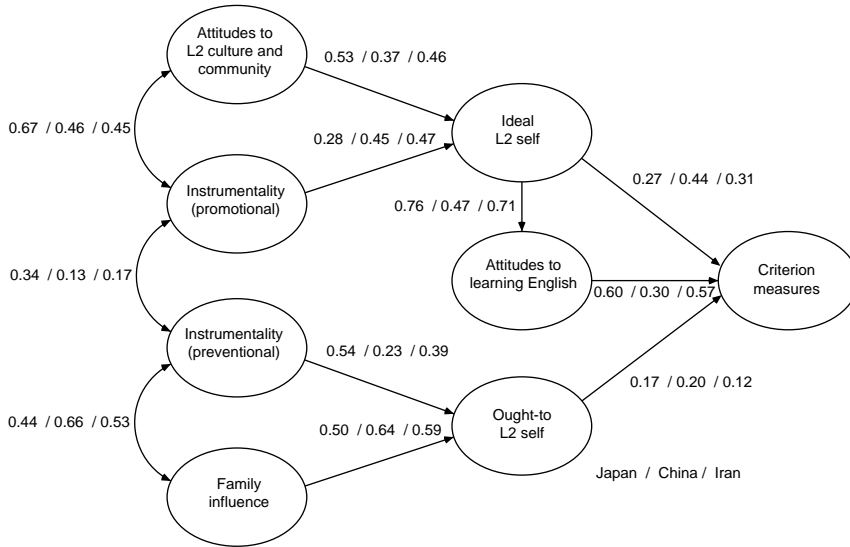 Attitudes to
L2 culture and
community
0.53 / 0.37 / 0.46
0.67 / 0.46 / 0.45
Ideal
L2 self
0.28 / 0.45 / 0.47
Instrumentality
(promotional)
0.27 / 0.44 / 0.31
0.76 / 0.47 / 0.71
0.34 / 0.13 / 0.17
Attitudes to
learning English
0.60 / 0.30 / 0.57
Criterion
measures
Instrumentality
(preventional)
0.54 / 0.23 / 0.39
0.17 / 0.20 / 0.12
0.44 / 0.66 / 0.53
0.50 / 0.64 / 0.59
Ought-to
L2 self
Family
influence
Japan / China / Iran